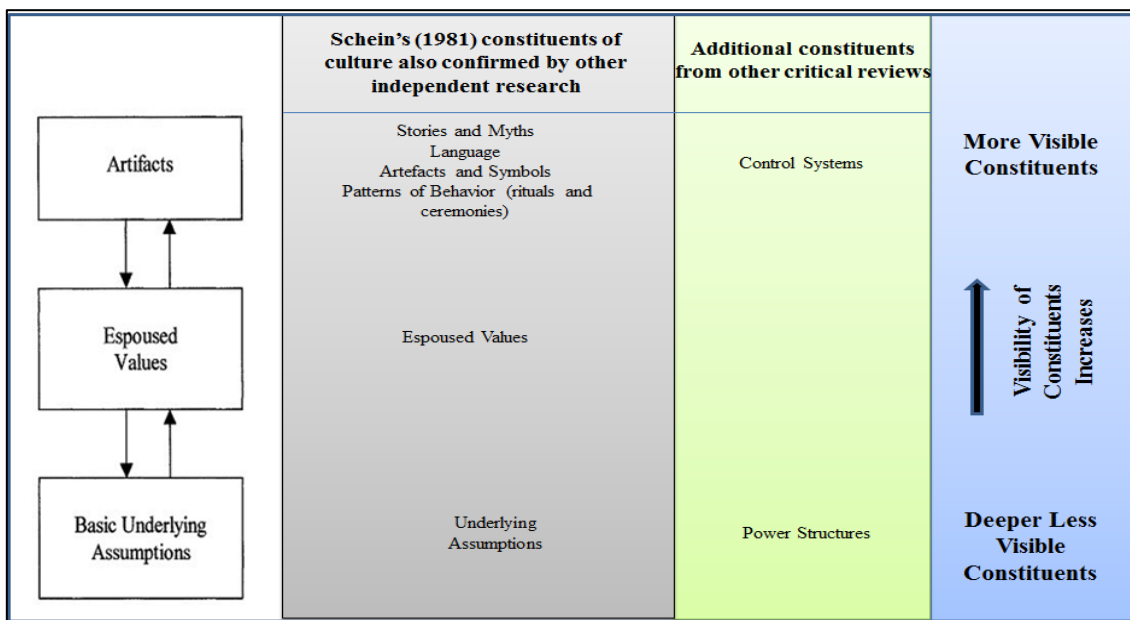 Schein's (1981) constituents of
culture also confirmed by other
independent research
Additional constituents
from other critical reviews
Artifacts
Stories and Myths
Language
Artefacts and Symbols
Patterns of Behavior (rituals and
ceremonies)
Control Systems
More Visible
Constituents
Espoused
Values
Espoused Values
Visibility of
Constituents
Increases
Basic Underlying
Assumptions
Underlying
Assumptions
Power Structures
Deeper Less
Visible
Constituents